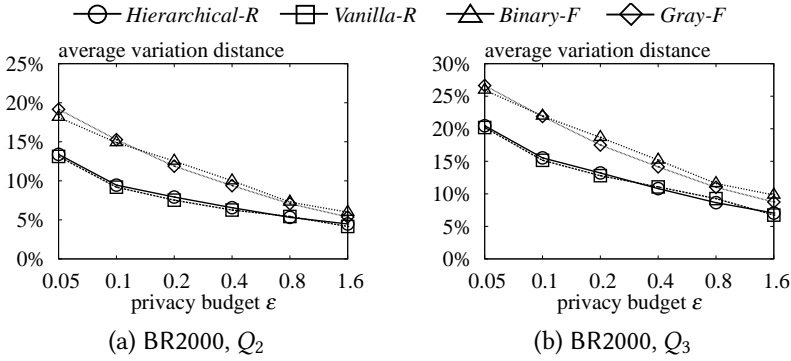 Hierarchical-R Vanilla-R Binary-F Gray-F
average variation distance
25%
20%
15%
10%
5%
0%
0.05 0.1 0.2 0.4 0.8 1.6
privacy budget ε
(a) BR2000, Q2
average variation distance
30%
25%
20%
15%
10%
5%
0%
0.05 0.1 0.2 0.4 0.8 1.6
privacy budget ε
(b) BR2000, Q3